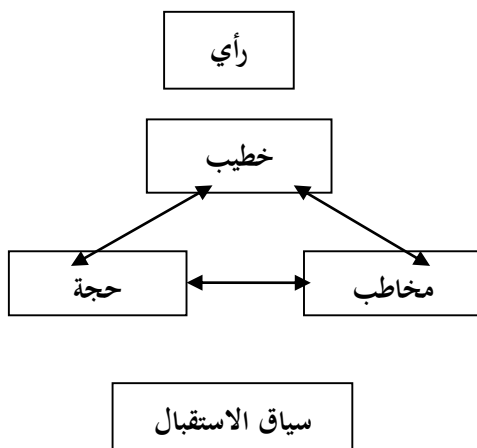 رأي
خطيب
مخاطب
حجة
سياق الاستقبال